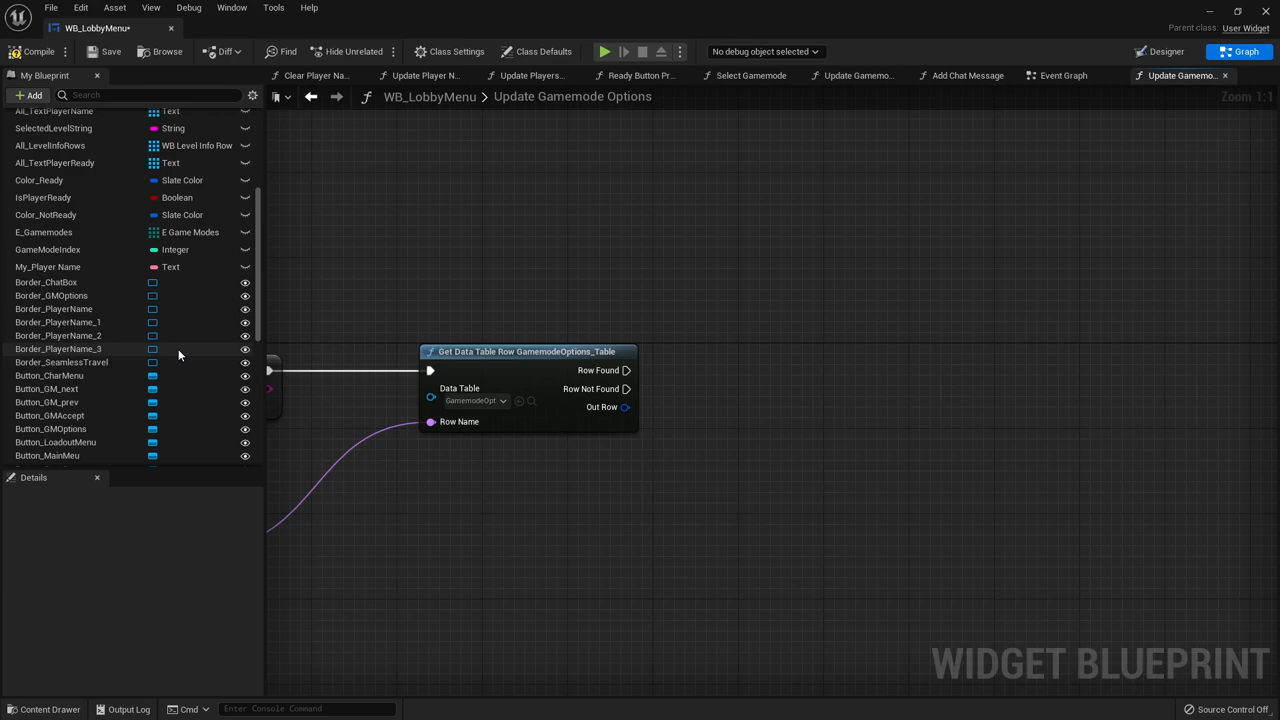 File Edit Asset View Debug Window Tools Help
WB_LobbyMenu•
Parent class: User Widget
Compile Save Browse Diff Find Hide Unrelated Class Settings Class Defaults No debug object selected Designer Graph
My Blueprint Clear Player Na... Update Player N... Update Players... Ready Button Pr... Select Gamemode Update Gamemo... Add Chat Message Event Graph Update Gamemo...
Add Search
WB_LobbyMenu > Update Gamemode Options Zoom 1:1
All_TextPlayerName Text
SelectedLevelString String
All_LevelInfoRows WB Level Info Row
All_TextPlayerReady Text
Color_Ready Slate Color
IsPlayerReady Boolean
Color_NotReady Slate Color
E_Gamemodes E Game Modes
GameModeIndex Integer
My_Player Name Text
Border_ChatBox
Border_GMOptions
Border_PlayerName
Border_PlayerName_1
Border_PlayerName_2
Border_PlayerName_3
Border_SeamlessTravel
Button_CharMenu
Button_GM_next
Button_GM_prev
Button_GMAccept
Button_GMOptions
Button_LoadoutMenu
Button_MainMeu
Get Data Table Row GamemodeOptions_Table
Row Found
Data Table
Row Not Found
GamemodeOpt
Out Row
Row Name
Details
WIDGET BLUEPRINT
Content Drawer Output Log Cmd Enter Console Command Source Control Off